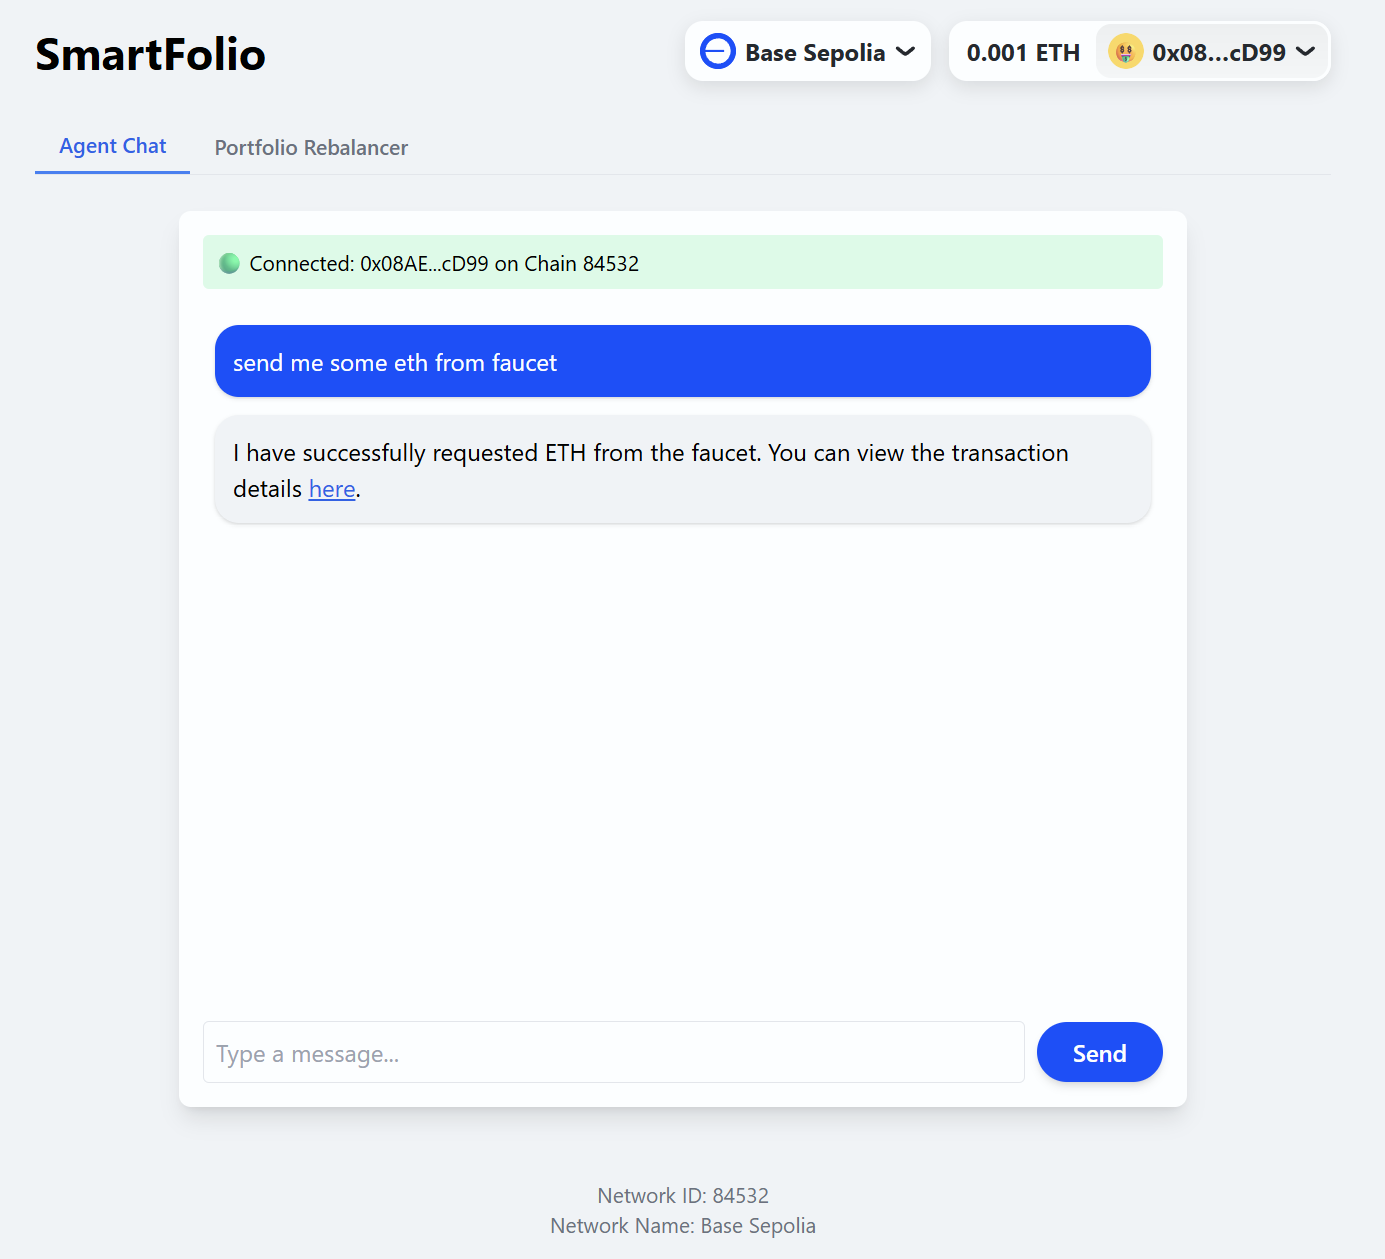 SmartFolio
Base Sepolia
0.001 ETH
0x08...cD99
Agent Chat
Portfolio Rebalancer
Connected: 0x08AE...cD99 on Chain 84532
send me some eth from faucet
I have successfully requested ETH from the faucet. You can view the transaction
details here.
Type a message...
Send
Network ID: 84532
Network Name: Base Sepolia